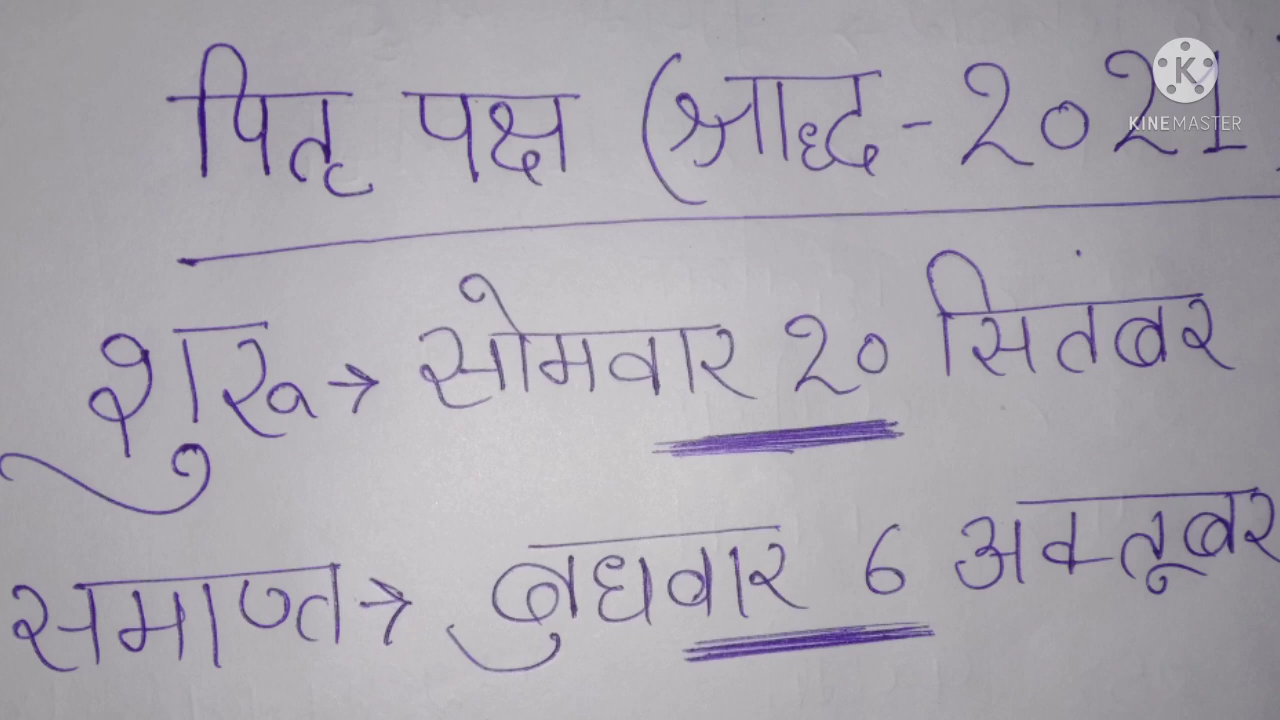 पितृ पक्ष (श्राद्ध - 2021)
KINEMASTER
शुरू → सोमवार 20 सितंबर
समाप्त → बुधवार 6 अक्तूबर